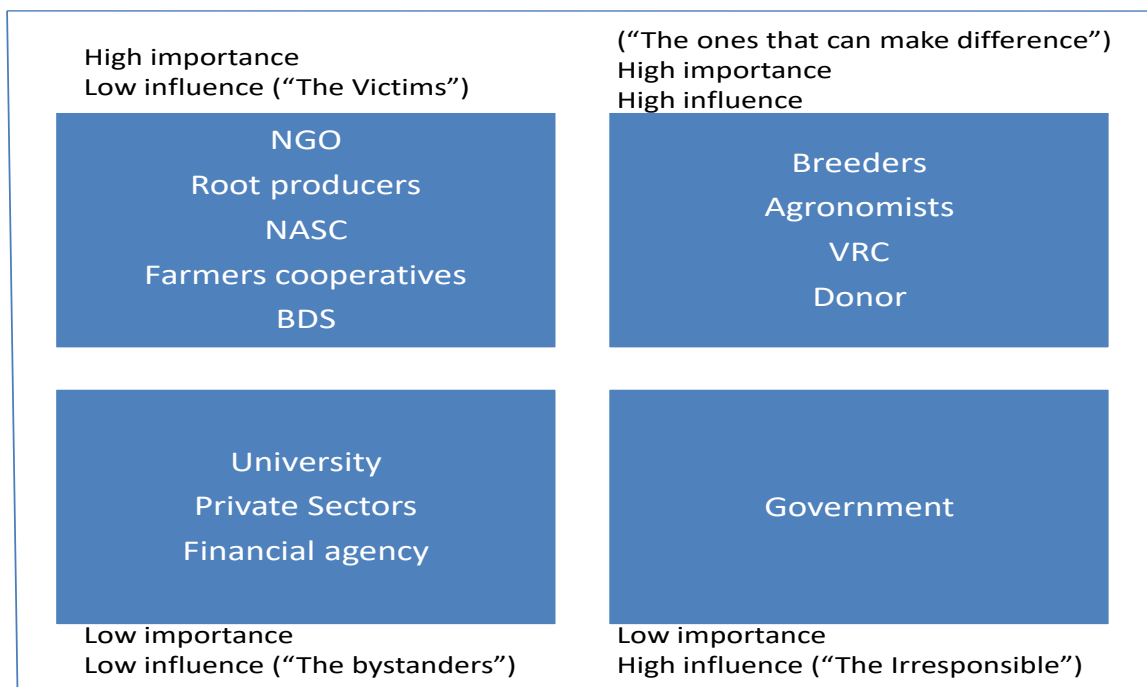 High importance
Low influence (“The Victims”)
NGO
Root producers
NASC
Farmers cooperatives
BDS
(“The ones that can make difference”)
High importance
High influence
Breeders
Agronomists
VRC
Donor
University
Private Sectors
Financial agency
Low importance
Low influence (“The bystanders”)
Government
Low importance
High influence (“The Irresponsible”)